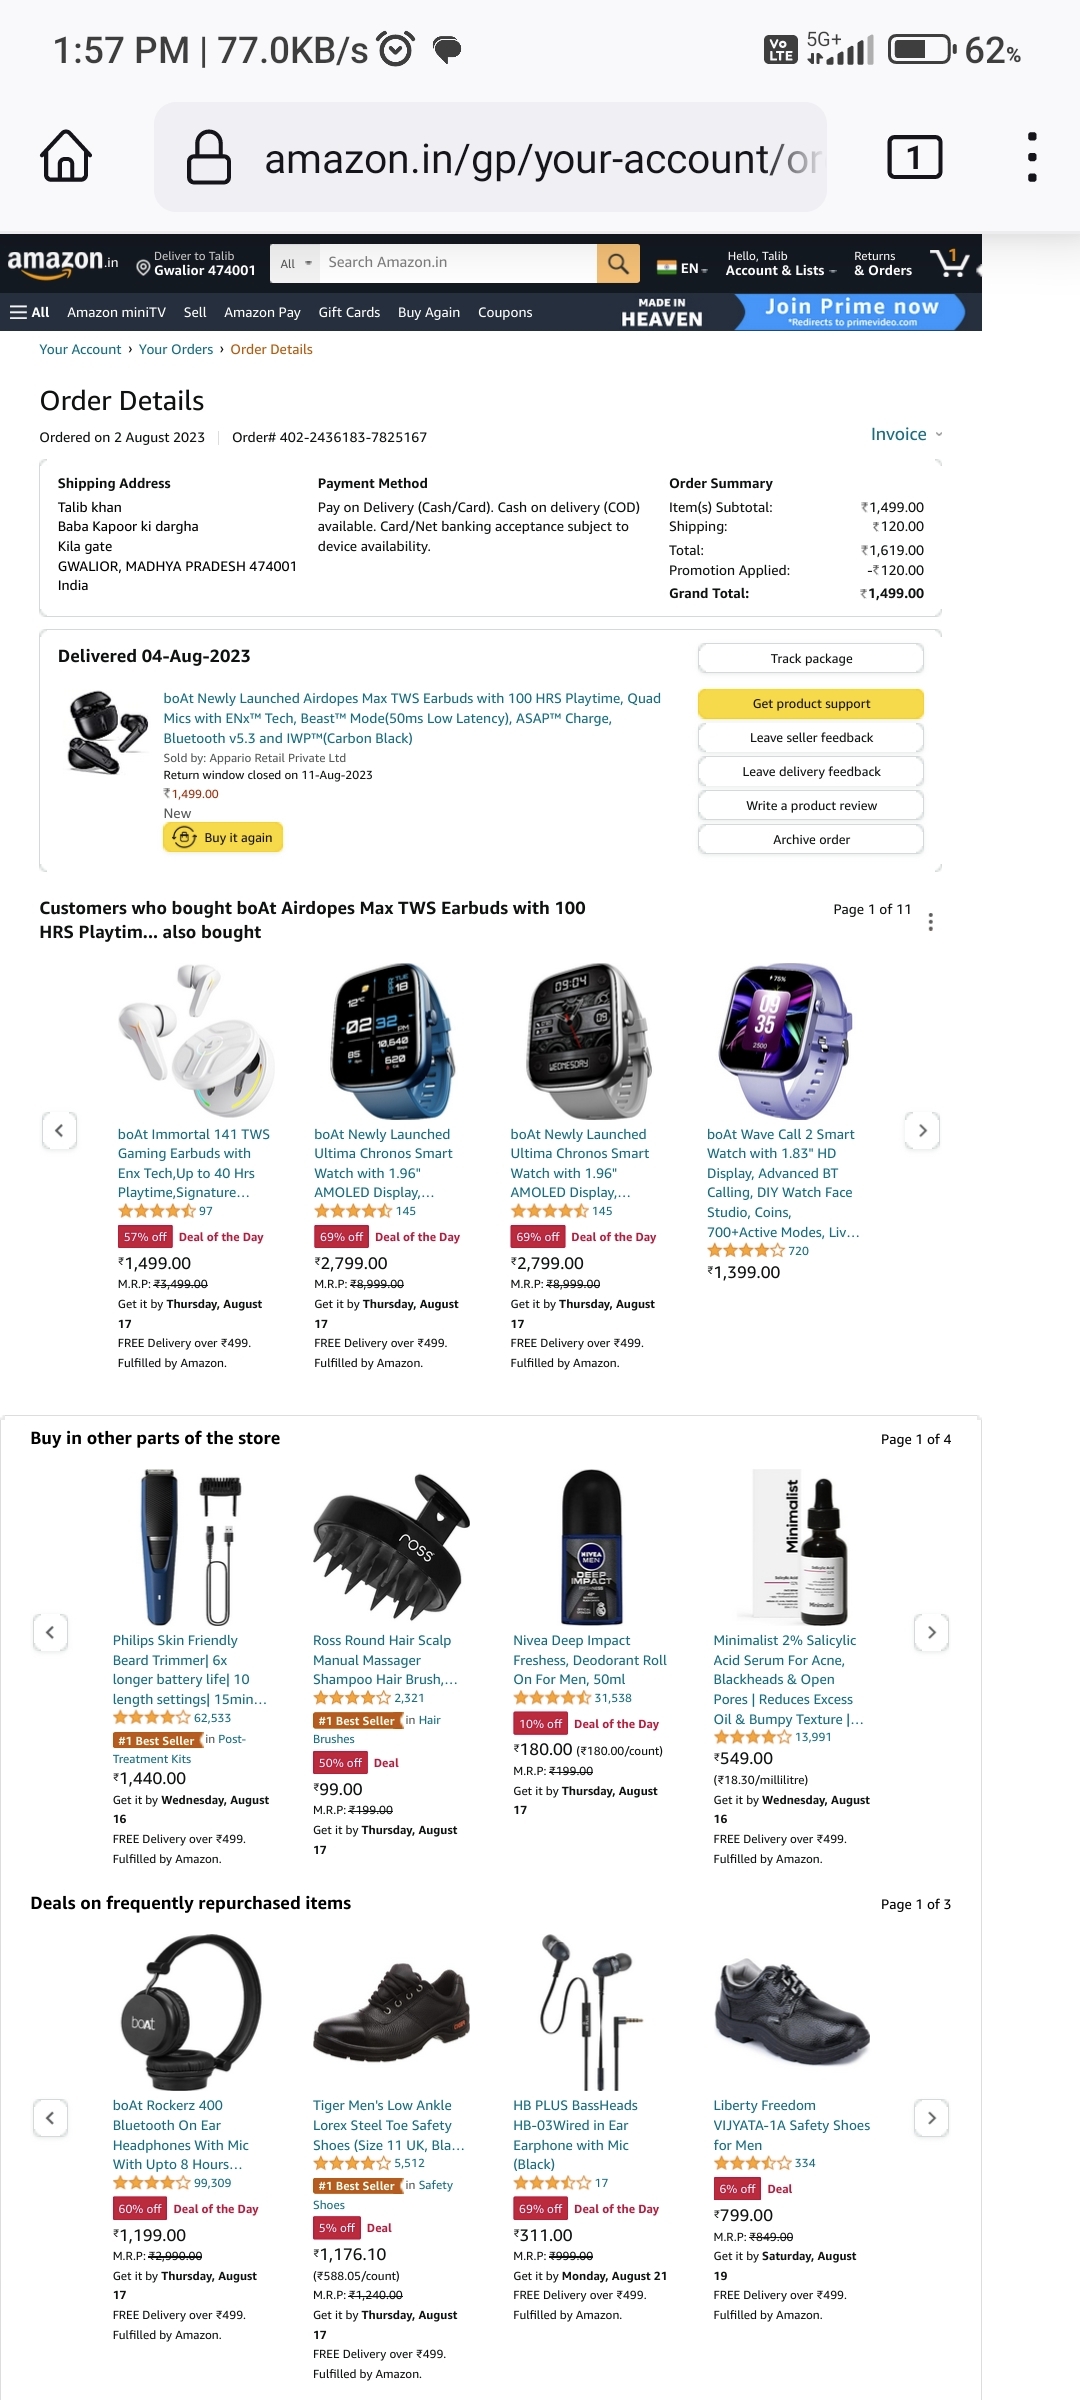 1:57 PM | 77.0KB/s
Vo LTE 5G+ 62%
amazon.in/gp/your-account/or
1
amazon.in
Deliver to Talib
Gwalior 474001
All
Search Amazon.in
EN
Hello, Talib
Account & Lists
Returns
& Orders
1
All Amazon miniTV Sell Amazon Pay Gift Cards Buy Again Coupons
MADE IN
HEAVEN
Join Prime now
*Redirects to primevideo.com
Your Account › Your Orders › Order Details
Order Details
Ordered on 2 August 2023 Order# 402-2436183-7825167
Invoice
Shipping Address
Talib khan
Baba Kapoor ki dargha
Kila gate
GWALIOR, MADHYA PRADESH 474001
India
Payment Method
Pay on Delivery (Cash/Card). Cash on delivery (COD)
available. Card/Net banking acceptance subject to
device availability.
Order Summary
Item(s) Subtotal: ₹1,499.00
Shipping: ₹120.00
Total: ₹1,619.00
Promotion Applied: -₹120.00
Grand Total: ₹1,499.00
Delivered 04-Aug-2023
boAt Newly Launched Airdopes Max TWS Earbuds with 100 HRS Playtime, Quad
Mics with ENx™ Tech, Beast™ Mode(50ms Low Latency), ASAP™ Charge,
Bluetooth v5.3 and IWP™(Carbon Black)
Sold by: Appario Retail Private Ltd
Return window closed on 11-Aug-2023
₹1,499.00
New
Buy it again
Track package
Get product support
Leave seller feedback
Leave delivery feedback
Write a product review
Archive order
Customers who bought boAt Airdopes Max TWS Earbuds with 100
HRS Playtim... also bought
Page 1 of 11
boAt Immortal 141 TWS
Gaming Earbuds with
Enx Tech,Up to 40 Hrs
Playtime,Signature...
97
57% off Deal of the Day
₹1,499.00
M.R.P: ₹3,499.00
Get it by Thursday, August
17
FREE Delivery over ₹499.
Fulfilled by Amazon.
boAt Newly Launched
Ultima Chronos Smart
Watch with 1.96"
AMOLED Display,...
145
69% off Deal of the Day
₹2,799.00
M.R.P: ₹8,999.00
Get it by Thursday, August
17
FREE Delivery over ₹499.
Fulfilled by Amazon.
09:04
WEDNESDAY
boAt Newly Launched
Ultima Chronos Smart
Watch with 1.96"
AMOLED Display,...
145
69% off Deal of the Day
₹2,799.00
M.R.P: ₹8,999.00
Get it by Thursday, August
17
FREE Delivery over ₹499.
Fulfilled by Amazon.
boAt Wave Call 2 Smart
Watch with 1.83" HD
Display, Advanced BT
Calling, DIY Watch Face
Studio, Coins,
700+Active Modes, Liv...
720
₹1,399.00
Buy in other parts of the store
Page 1 of 4
Philips Skin Friendly
Beard Trimmer| 6x
longer battery life| 10
length settings| 15min...
62,533
#1 Best Seller in Post-
Treatment Kits
₹1,440.00
Get it by Wednesday, August
16
FREE Delivery over ₹499.
Fulfilled by Amazon.
ross
Ross Round Hair Scalp
Manual Massager
Shampoo Hair Brush,...
2,321
#1 Best Seller in Hair
Brushes
50% off Deal
₹99.00
M.R.P: ₹199.00
Get it by Thursday, August
17
NIVEA
MEN
DEEP
IMPACT
Nivea Deep Impact
Freshess, Deodorant Roll
On For Men, 50ml
31,538
10% off Deal of the Day
₹180.00 (₹180.00/count)
M.R.P: ₹199.00
Get it by Thursday, August
17
Minimalist
Minimalist
Minimalist 2% Salicylic
Acid Serum For Acne,
Blackheads & Open
Pores | Reduces Excess
Oil & Bumpy Texture |...
13,991
₹549.00
(₹18.30/millilitre)
Get it by Wednesday, August
16
FREE Delivery over ₹499.
Fulfilled by Amazon.
Deals on frequently repurchased items
Page 1 of 3
boAt
boAt Rockerz 400
Bluetooth On Ear
Headphones With Mic
With Upto 8 Hours...
99,309
60% off Deal of the Day
₹1,199.00
M.R.P: ₹2,990.00
Get it by Thursday, August
17
FREE Delivery over ₹499.
Fulfilled by Amazon.
Tiger Men's Low Ankle
Lorex Steel Toe Safety
Shoes (Size 11 UK, Bla...
5,512
#1 Best Seller in Safety
Shoes
5% off Deal
₹1,176.10
(₹588.05/count)
M.R.P: ₹1,240.00
Get it by Thursday, August
17
FREE Delivery over ₹499.
Fulfilled by Amazon.
HB PLUS BassHeads
HB-03Wired in Ear
Earphone with Mic
(Black)
17
69% off Deal of the Day
₹311.00
M.R.P: ₹999.00
Get it by Monday, August 21
FREE Delivery over ₹499.
Fulfilled by Amazon.
Liberty Freedom
VIJYATA-1A Safety Shoes
for Men
334
6% off Deal
₹799.00
M.R.P: ₹849.00
Get it by Saturday, August
19
FREE Delivery over ₹499.
Fulfilled by Amazon.